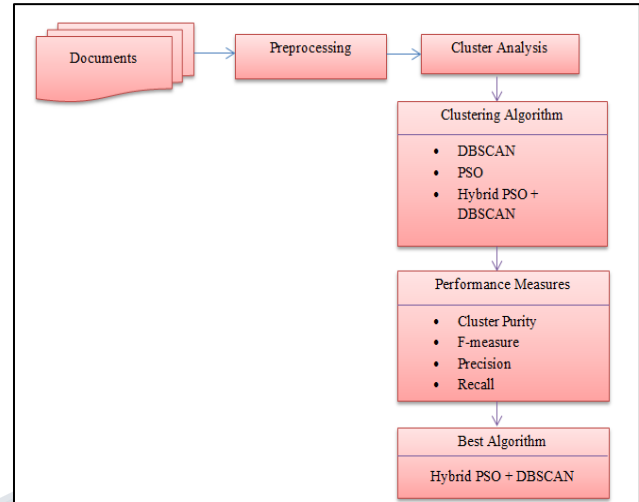 Documents
Preprocessing
Cluster Analysis
Clustering Algorithm
• DBSCAN
• PSO
• Hybrid PSO +
DBSCAN
Performance Measures
• Cluster Purity
• F-measure
• Precision
• Recall
Best Algorithm
Hybrid PSO + DBSCAN